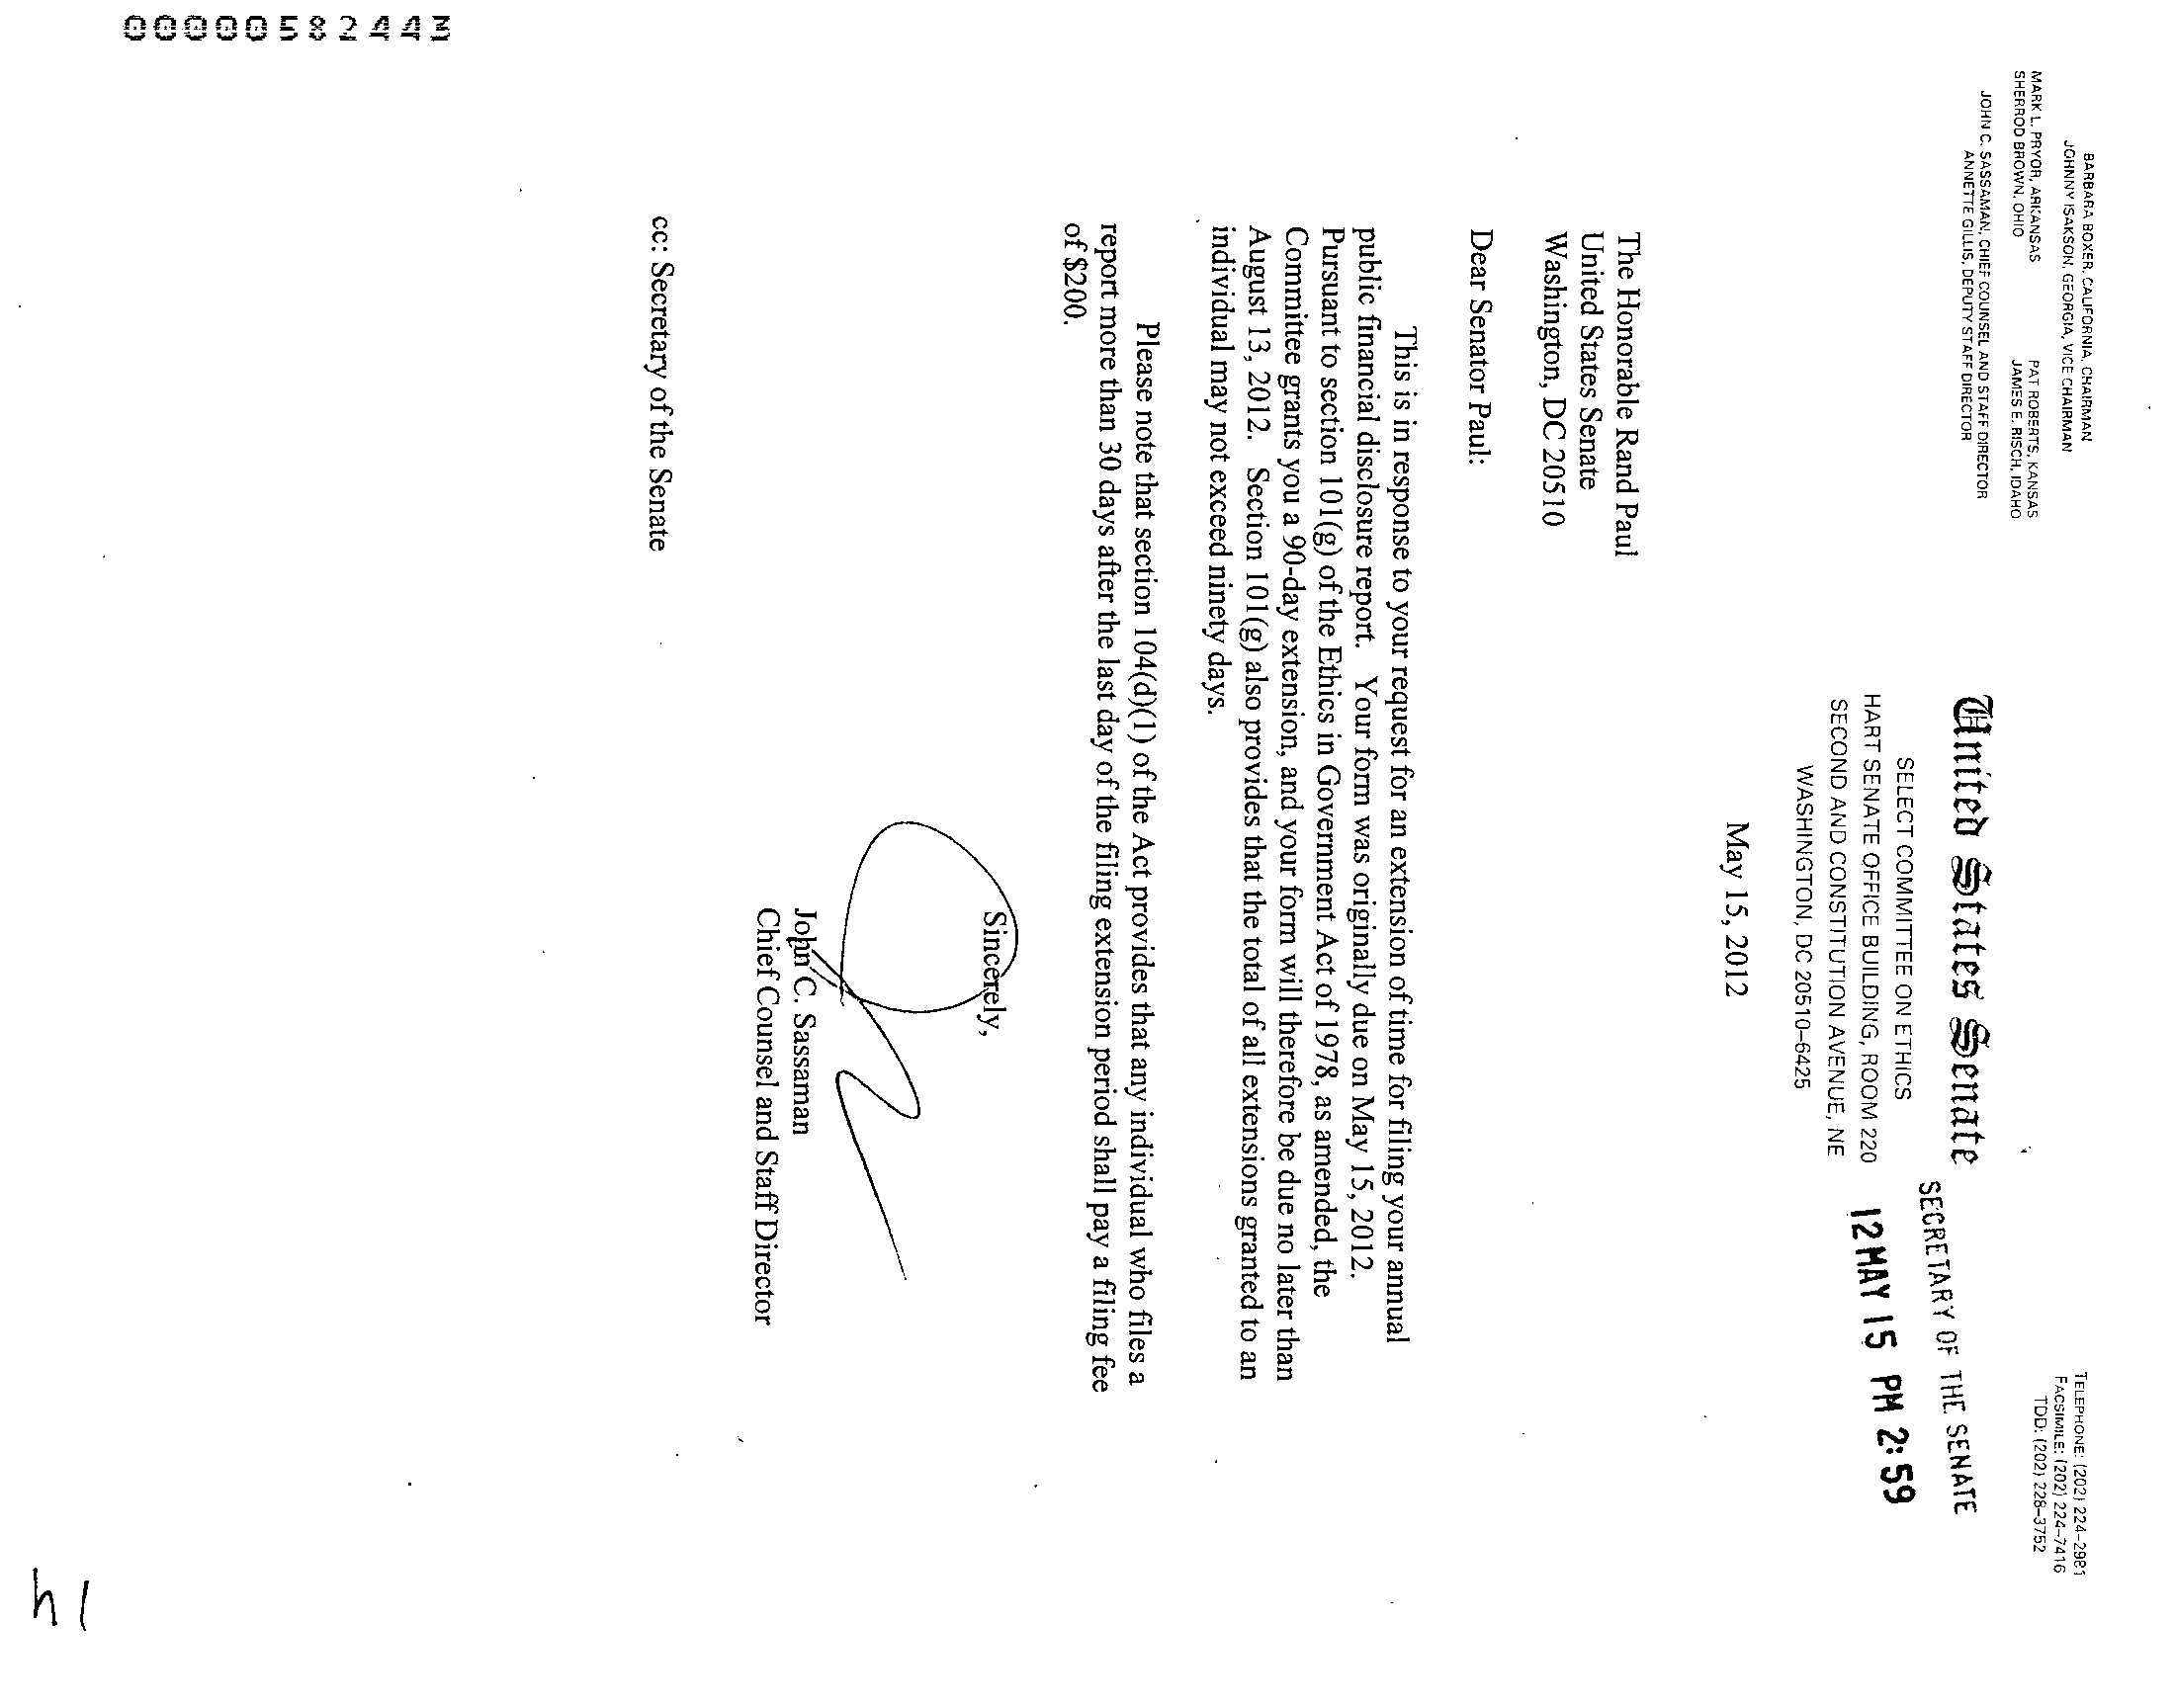 00000582443
BARBARA BOXER, CALIFORNIA, CHAIRMAN
JOHNNY ISAKSON, GEORGIA, VICE CHAIRMAN
MARK L. PRYOR, ARKANSAS PAT ROBERTS, KANSAS
SHERROD BROWN, OHIO JAMES E. RISCH, IDAHO
JOHN C. SASSAMAN, CHIEF COUNSEL AND STAFF DIRECTOR
ANNETTE GILLIS, DEPUTY STAFF DIRECTOR
TELEPHONE: (202) 224-2981
FACSIMILE: (202) 224-7416
TDD: (202) 228-3752
United States Senate
SELECT COMMITTEE ON ETHICS
HART SENATE OFFICE BUILDING, ROOM 220
SECOND AND CONSTITUTION AVENUE, NE
WASHINGTON, DC 20510-6425
SECRETARY OF THE SENATE
12 MAY 15 PM 2:59
May 15, 2012
The Honorable Rand Paul
United States Senate
Washington, DC 20510
Dear Senator Paul:
This is in response to your request for an extension of time for filing your annual
public financial disclosure report. Your form was originally due on May 15, 2012.
Pursuant to section 101(g) of the Ethics in Government Act of 1978, as amended, the
Committee grants you a 90-day extension, and your form will therefore be due no later than
August 13, 2012. Section 101(g) also provides that the total of all extensions granted to an
individual may not exceed ninety days.
Please note that section 104(d)(1) of the Act provides that any individual who files a
report more than 30 days after the last day of the filing extension period shall pay a filing fee
of $200.
Sincerely,
John C. Sassaman
Chief Counsel and Staff Director
cc: Secretary of the Senate